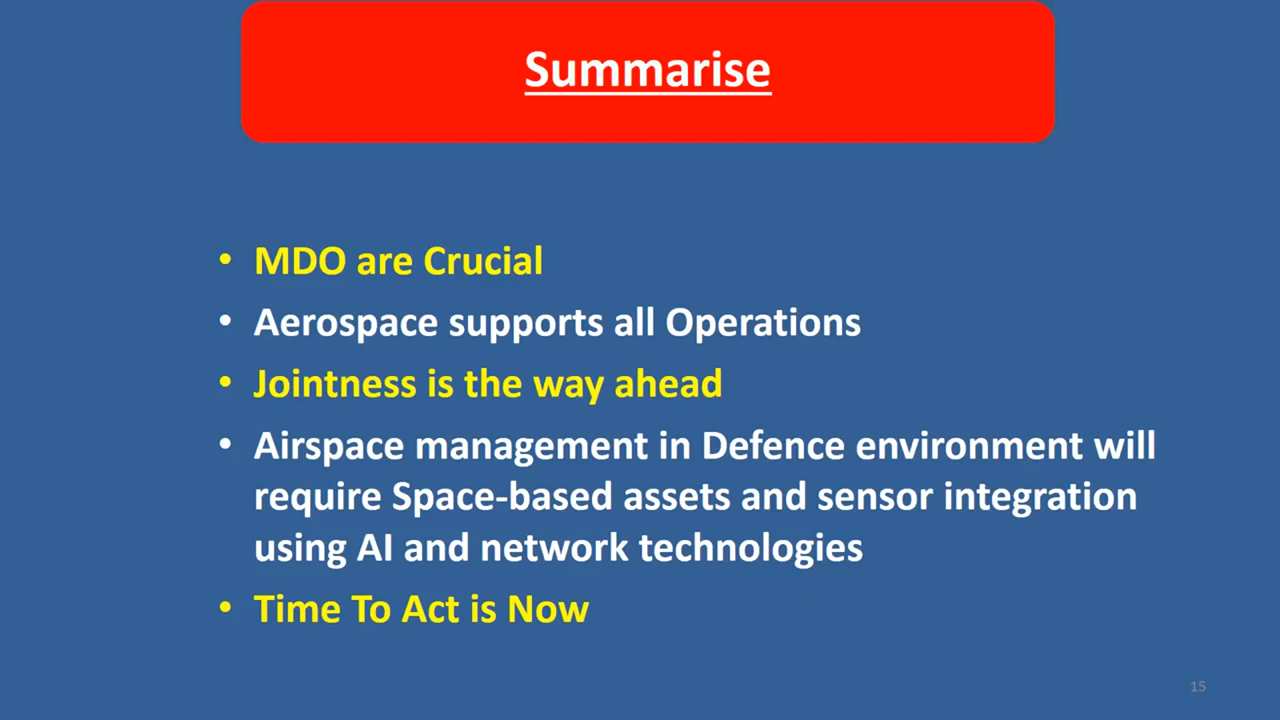 Summarise
• MDO are Crucial
• Aerospace supports all Operations
• Jointness is the way ahead
• Airspace management in Defence environment will
require Space-based assets and sensor integration
using AI and network technologies
• Time To Act is Now
15